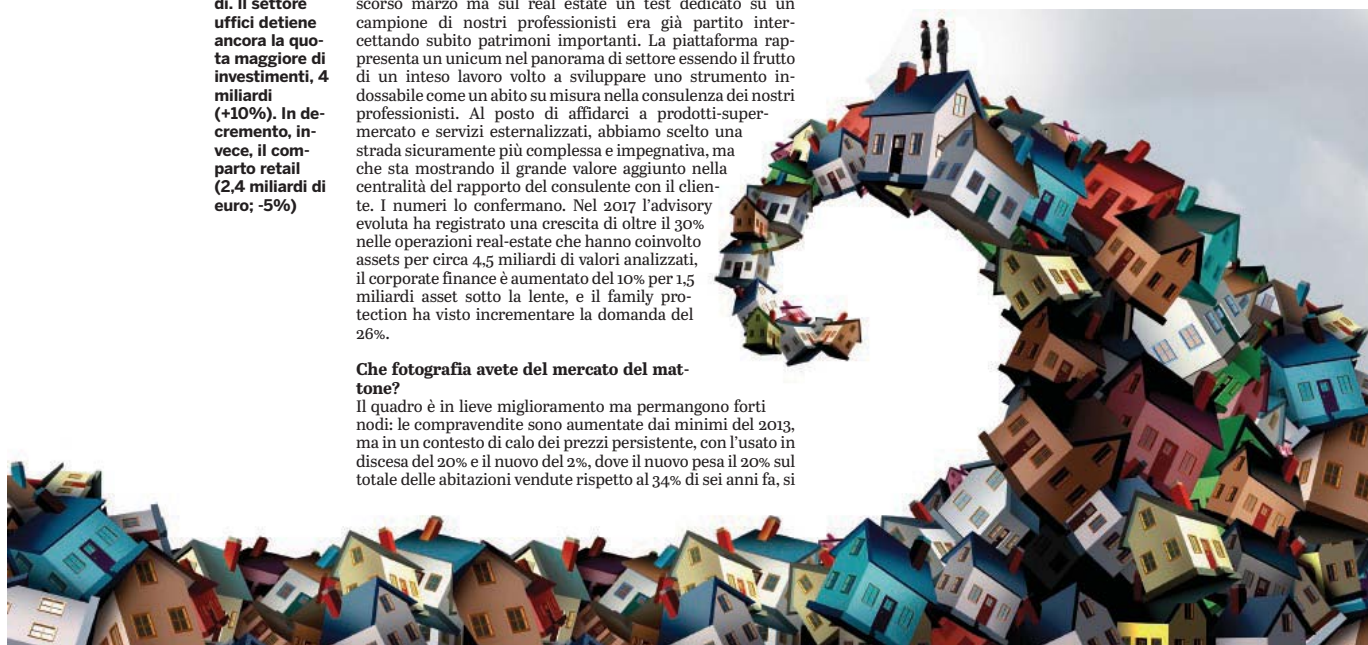 di. Il settore
uffici detiene
ancora la quo-
ta maggiore di
investimenti, 4
miliardi
(+10%). In de-
cremento, in-
vece, il com-
parto retail
(2,4 miliardi di
euro; -5%)
scorso marzo ma sul real estate un test dedicato su un
campione di nostri professionisti era già partito inter-
cettando subito patrimoni importanti. La piattaforma rap-
presenta un unicum nel panorama di settore essendo il frutto
di un inteso lavoro volto a sviluppare uno strumento in-
dossabile come un abito su misura nella consulenza dei nostri
professionisti. Al posto di affidarci a prodotti-super-
mercato e servizi esternalizzati, abbiamo scelto una
strada sicuramente più complessa e impegnativa, ma
che sta mostrando il grande valore aggiunto nella
centralità del rapporto del consulente con il clien-
te. I numeri lo confermano. Nel 2017 l'advisory
evoluta ha registrato una crescita di oltre il 30%
nelle operazioni real-estate che hanno coinvolto
assets per circa 4,5 miliardi di valori analizzati,
il corporate finance è aumentato del 10% per 1,5
miliardi asset sotto la lente, e il family pro-
tection ha visto incrementare la domanda del
26%.
Che fotografia avete del mercato del mat-
tone?
Il quadro è in lieve miglioramento ma permangono forti
nodi: le compravendite sono aumentate dai minimi del 2013,
ma in un contesto di calo dei prezzi persistente, con l'usato in
discesa del 20% e il nuovo del 2%, dove il nuovo pesa il 20% sul
totale delle abitazioni vendute rispetto al 34% di sei anni fa, si